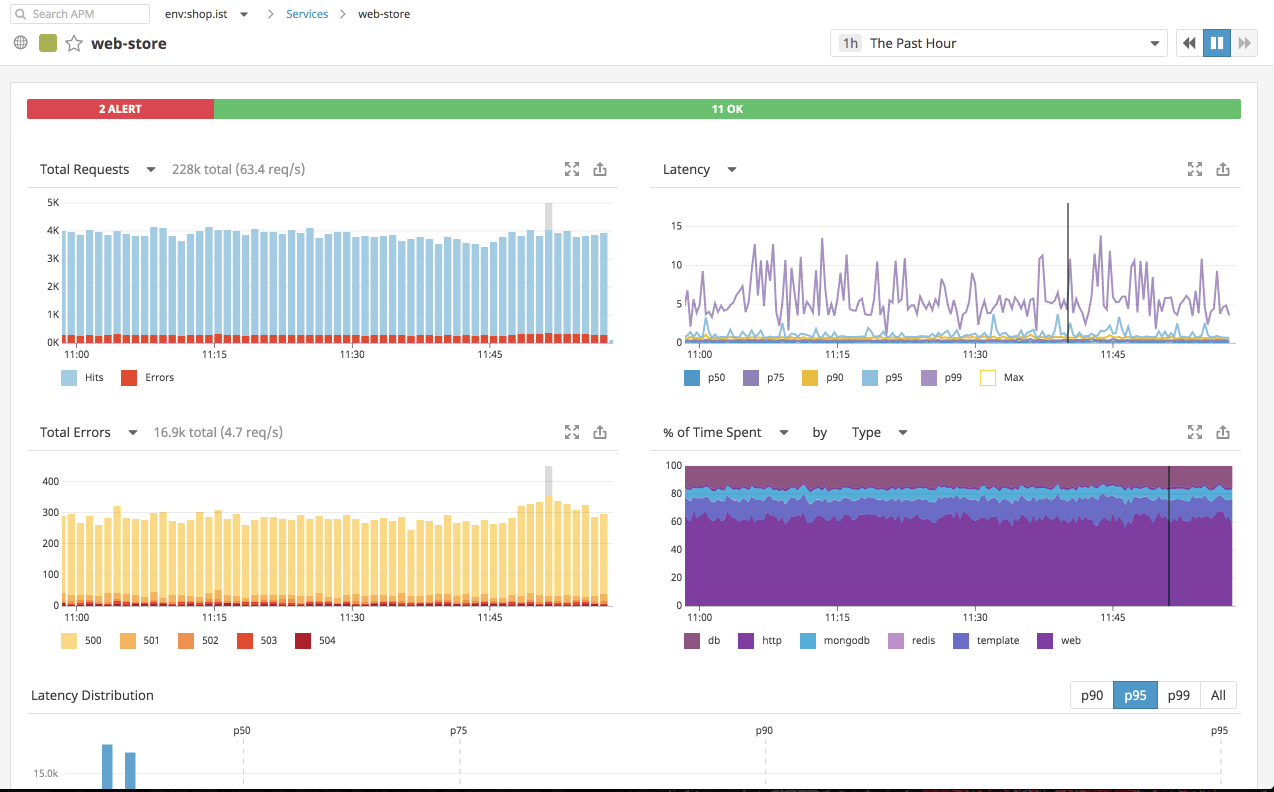 Search APM env:shop.ist Services web-store
web-store
1h The Past Hour
2 ALERT 11 OK
Total Requests 228k total (63.4 req/s)
5K
4K
3K
2K
1K
0K
11:00 11:15 11:30 11:45
Hits Errors
Latency
15
10
5
0
11:00 11:15 11:30 11:45
p50 p75 p90 p95 p99 Max
Total Errors 16.9k total (4.7 req/s)
400
300
200
100
0
11:00 11:15 11:30 11:45
500 501 502 503 504
% of Time Spent by Type
100
80
60
40
20
0
11:00 11:15 11:30 11:45
db http mongodb redis template web
Latency Distribution
p90 p95 p99 All
p50 p75 p90 p95
15.0k